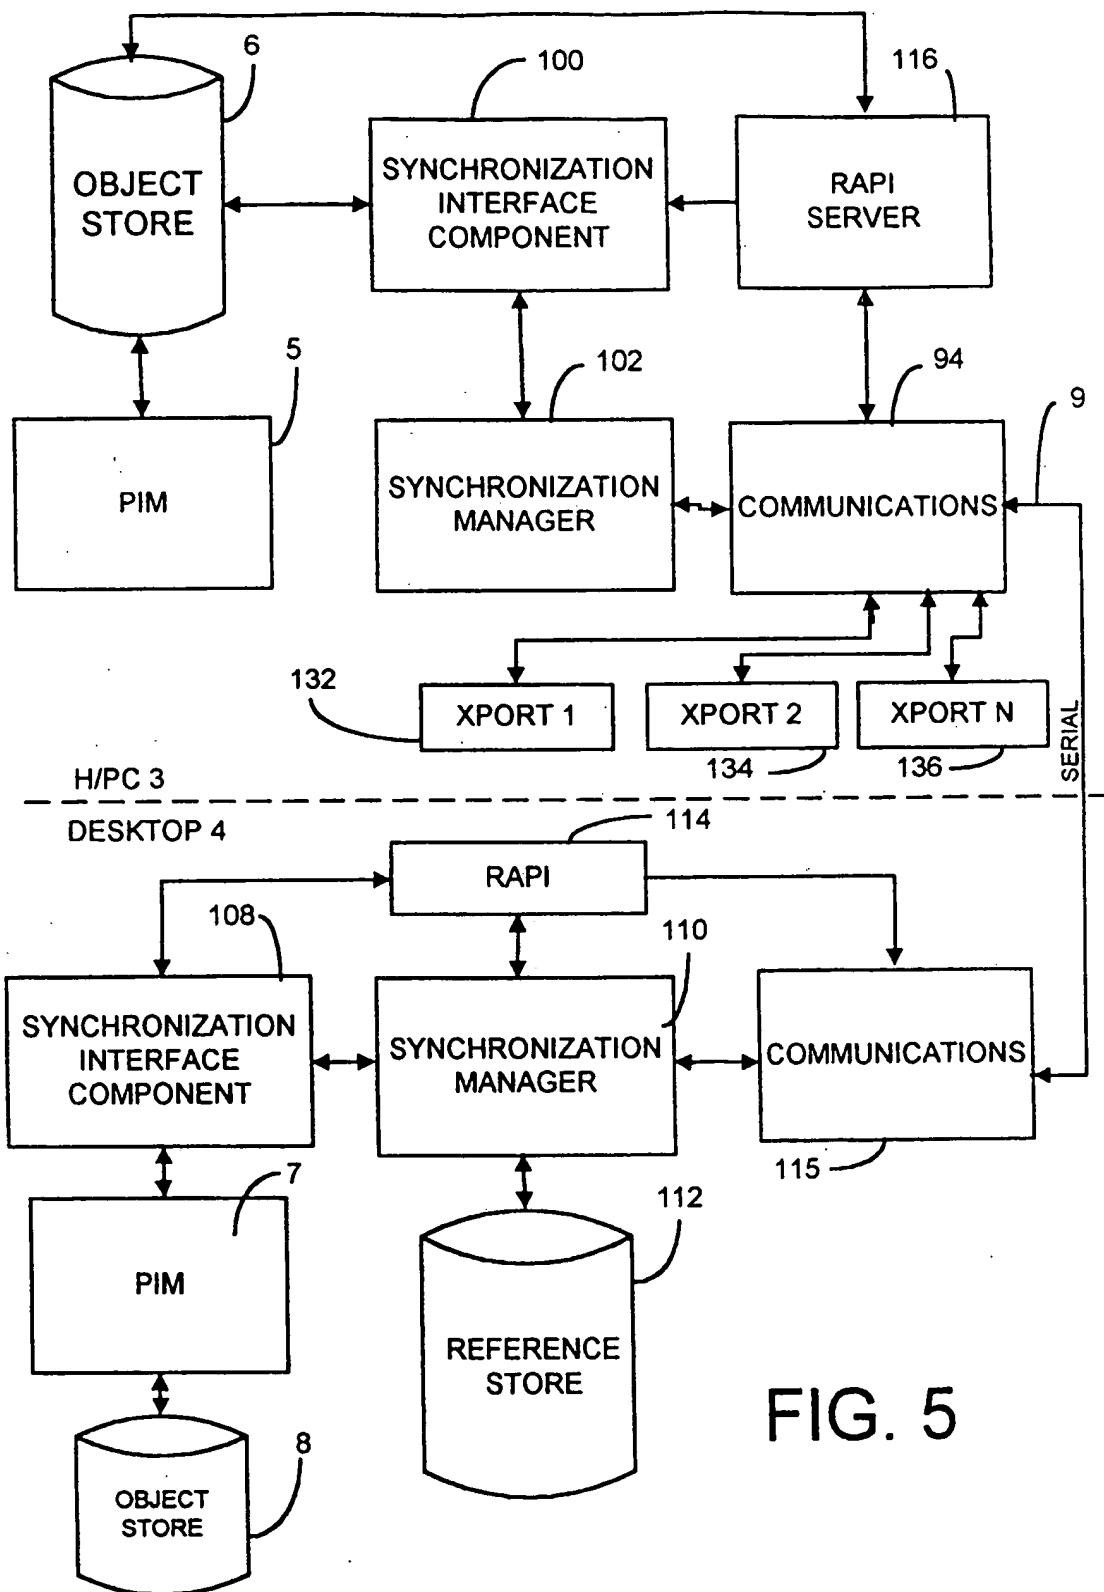 6
100
116
OBJECT
STORE
SYNCHRONIZATION
INTERFACE
COMPONENT
RAPI
SERVER
5
102
94
9
PIM
SYNCHRONIZATION
MANAGER
COMMUNICATIONS
132
XPORT 1
XPORT 2
XPORT N
134
136
SERIAL
H/PC 3
DESKTOP 4
114
RAPI
108
110
SYNCHRONIZATION
INTERFACE
COMPONENT
SYNCHRONIZATION
MANAGER
COMMUNICATIONS
115
7
112
PIM
REFERENCE
STORE
8
OBJECT
STORE
FIG. 5